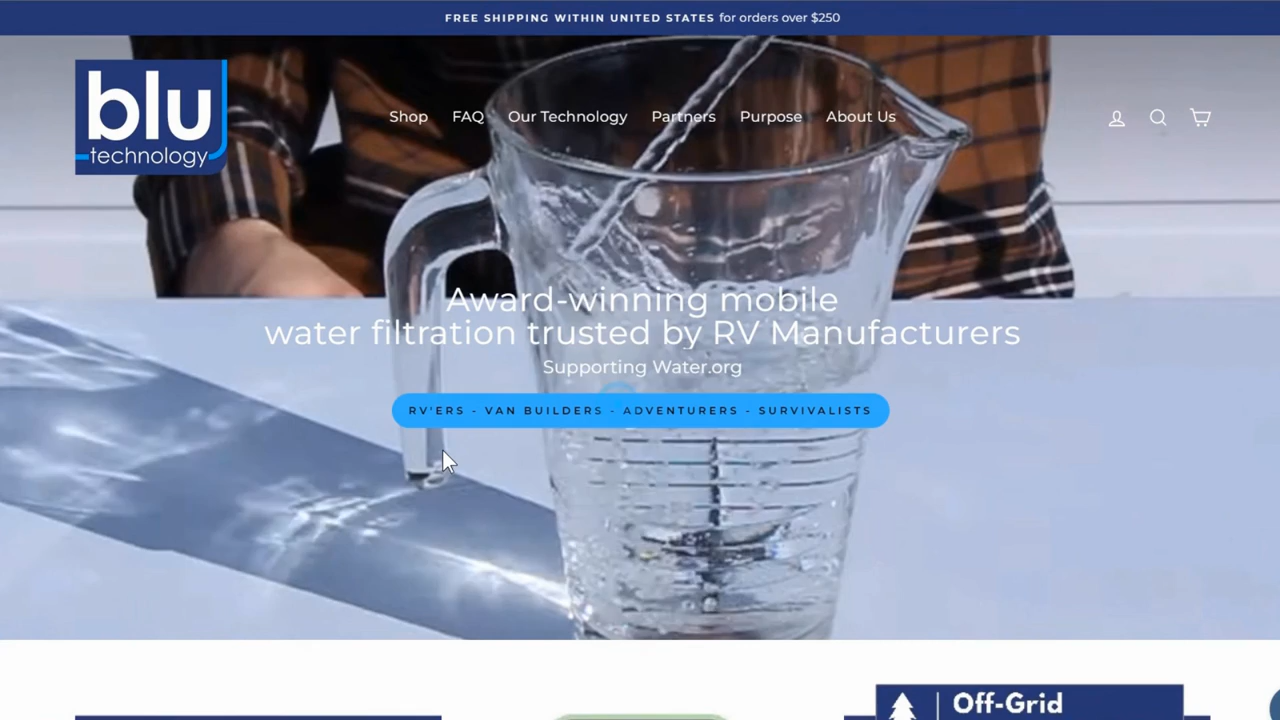 FREE SHIPPING WITHIN UNITED STATES for orders over $250
blu
technology
Shop FAQ Our Technology Partners Purpose About Us
Award-winning mobile
water filtration trusted by RV Manufacturers
Supporting Water.org
RV'ERS - VAN BUILDERS - ADVENTURERS - SURVIVALISTS
Off-Grid